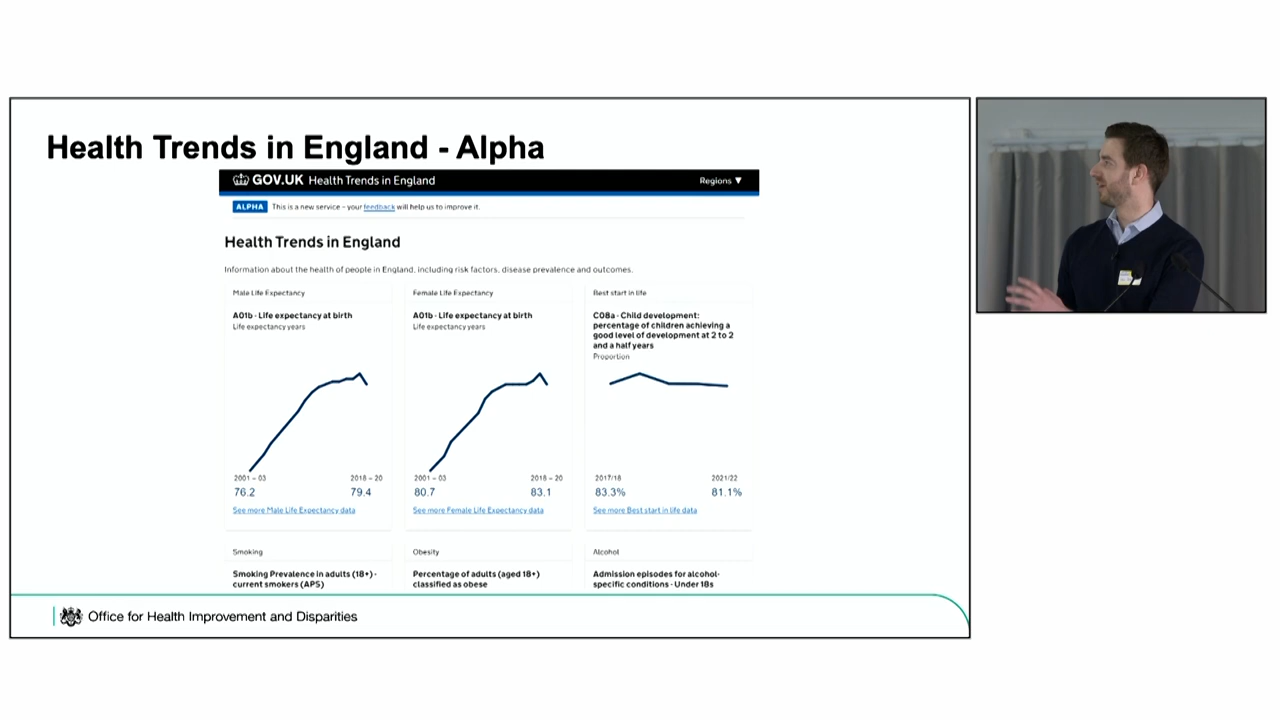 Health Trends in England - Alpha
GOV.UK Health Trends in England
Regions ▼
ALPHA This is a new service – your feedback will help us to improve it.
Health Trends in England
Information about the health of people in England, including risk factors, disease prevalence and outcomes.
Male Life Expectancy
A01b - Life expectancy at birth
Life expectancy years
2001 – 03
2018 – 20
76.2
79.4
See more Male Life Expectancy data
Female Life Expectancy
A01b - Life expectancy at birth
Life expectancy years
2001 – 03
2018 – 20
80.7
83.1
See more Female Life Expectancy data
Best start in life
C08a - Child development:
percentage of children achieving a
good level of development at 2 to 2
and a half years
Proportion
2017/18
2021/22
83.3%
81.1%
See more Best start in life data
Smoking
Smoking Prevalence in adults (18+) -
current smokers (APS)
Obesity
Percentage of adults (aged 18+)
classified as obese
Alcohol
Admission episodes for alcohol-
specific conditions - Under 18s
Office for Health Improvement and Disparities